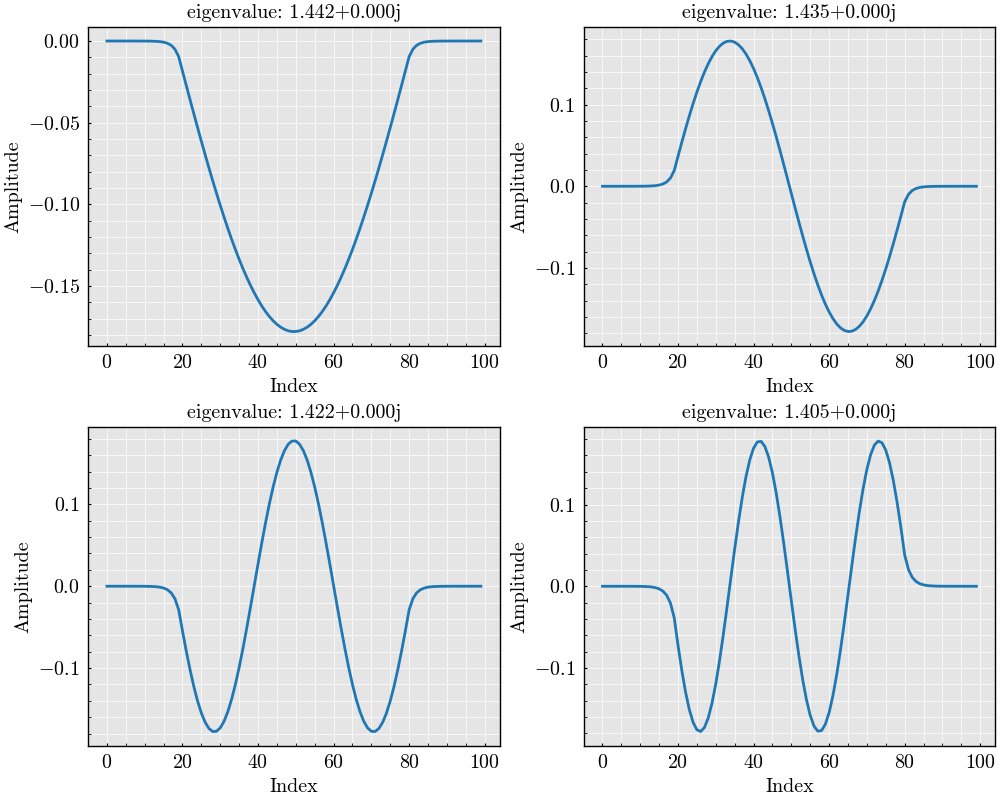 eigenvalue: 1.442+0.000j
Amplitude
0.00
−0.05
−0.10
−0.15
0 20 40 60 80 100
Index
eigenvalue: 1.435+0.000j
Amplitude
0.1
0.0
−0.1
0 20 40 60 80 100
Index
eigenvalue: 1.422+0.000j
Amplitude
0.1
0.0
−0.1
0 20 40 60 80 100
Index
eigenvalue: 1.405+0.000j
Amplitude
0.1
0.0
−0.1
0 20 40 60 80 100
Index